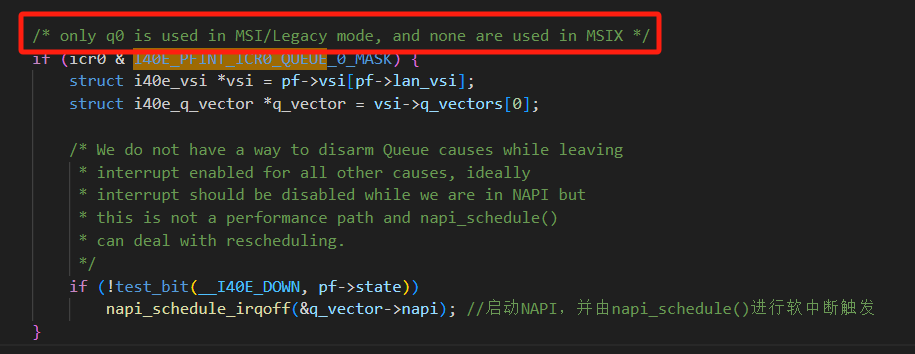 /* only q0 is used in MSI/Legacy mode, and none are used in MSIX */
if (icr0 & I40E_PFINT_ICR0_QUEUE_0_MASK) {
struct i40e_vsi *vsi = pf->vsi[pf->lan_vsi];
struct i40e_q_vector *q_vector = vsi->q_vectors[0];
/* We do not have a way to disarm Queue causes while leaving
* interrupt enabled for all other causes, ideally
* interrupt should be disabled while we are in NAPI but
* this is not a performance path and napi_schedule()
* can deal with rescheduling.
*/
if (!test_bit(__I40E_DOWN, pf->state))
napi_schedule_irqoff(&q_vector->napi); //启动NAPI，并由napi_schedule()进行软中断触发
}